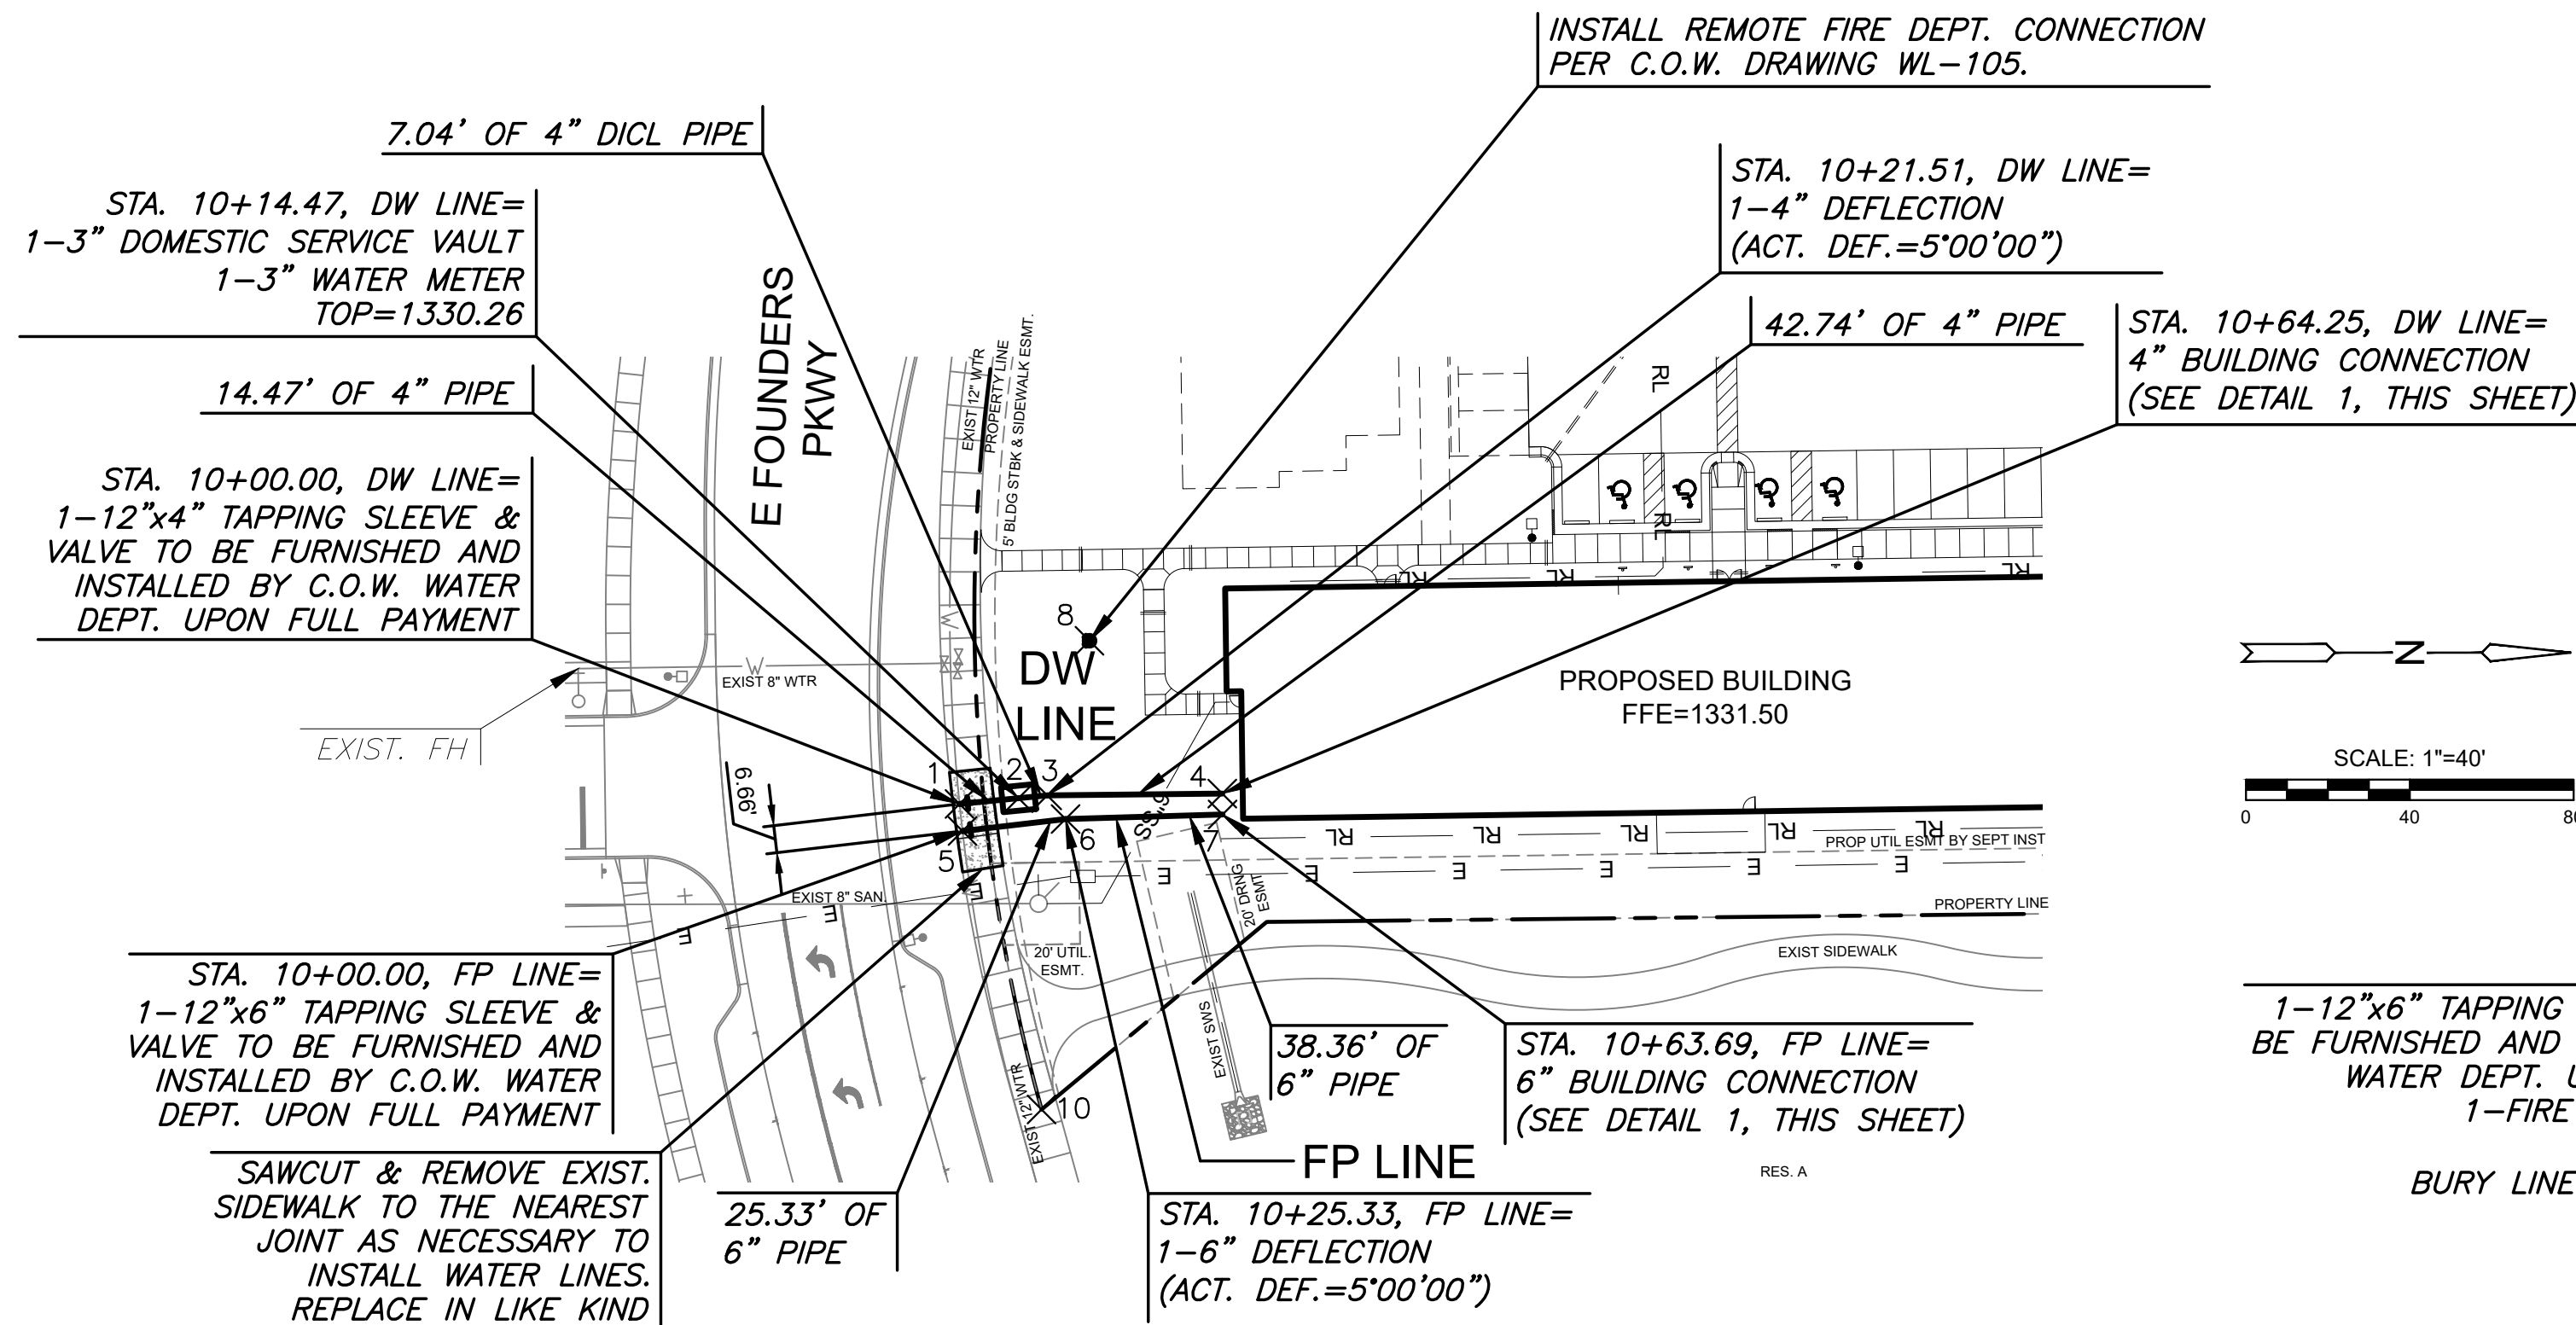 INSTALL REMOTE FIRE DEPT. CONNECTION
PER C.O.W. DRAWING WL-105.
7.04' OF 4" DICL PIPE
STA. 10+14.47, DW LINE=
1-3" DOMESTIC SERVICE VAULT
1-3" WATER METER
TOP=1330.26
STA. 10+21.51, DW LINE=
1-4" DEFLECTION
(ACT. DEF.=5°00'00")
42.74' OF 4" PIPE
STA. 10+64.25, DW LINE=
4" BUILDING CONNECTION
(SEE DETAIL 1, THIS SHEET)
14.47' OF 4" PIPE
E FOUNDERS
PKWY
EXIST 12" WTR
PROPERTY LINE
5' BLDG STBK & SIDEWALK ESMT.
STA. 10+00.00, DW LINE=
1-12"x4" TAPPING SLEEVE &
VALVE TO BE FURNISHED AND
INSTALLED BY C.O.W. WATER
DEPT. UPON FULL PAYMENT
RL
RL
RL
RL
RL
W
8
DW
LINE
W
EXIST 8" WTR
EXIST. FH
PROPOSED BUILDING
FFE=1331.50
N
SCALE: 1"=40'
0 40 80
6.66'
1
2
3
4
5
6
7
SS,9
RL
RL
RL
RL
RL
PROP UTIL ESMT BY SEPT INST
E
E
E
E
E
E
EXIST 8" SAN.
E
E
E
20' DRNG
ESMT
PROPERTY LINE
EXIST SIDEWALK
20' UTIL.
ESMT.
EXIST SWS
EXIST 12" WTR
10
STA. 10+00.00, FP LINE=
1-12"x6" TAPPING SLEEVE &
VALVE TO BE FURNISHED AND
INSTALLED BY C.O.W. WATER
DEPT. UPON FULL PAYMENT
38.36' OF
6" PIPE
STA. 10+63.69, FP LINE=
6" BUILDING CONNECTION
(SEE DETAIL 1, THIS SHEET)
1-12"x6" TAPPING
BE FURNISHED AND
WATER DEPT.
1-FIRE
BURY LINE
FP LINE
RES. A
SAWCUT & REMOVE EXIST.
SIDEWALK TO THE NEAREST
JOINT AS NECESSARY TO
INSTALL WATER LINES.
REPLACE IN LIKE KIND
25.33' OF
6" PIPE
STA. 10+25.33, FP LINE=
1-6" DEFLECTION
(ACT. DEF.=5°00'00")